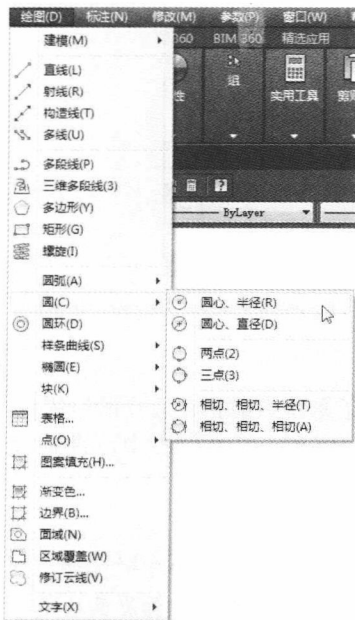 绘图(D) 标注(N) 修改(M) 参数(P) 窗口(W)
360 BIM 360 精选应用
建模(M)
直线(L)
射线(R)
构造线(T)
多线(U)
多段线(P)
三维多段线(3)
多边形(Y)
矩形(G)
螺旋(I)
圆弧(A)
圆(C)
圆环(D)
样条曲线(S)
椭圆(E)
块(K)
表格...
点(O)
图案填充(H)...
渐变色...
边界(B)...
面域(N)
区域覆盖(W)
修订云线(V)
文字(X)
圆心、半径(R)
圆心、直径(D)
两点(2)
三点(3)
相切、相切、半径(T)
相切、相切、相切(A)
性
组
实用工具
ByLayer